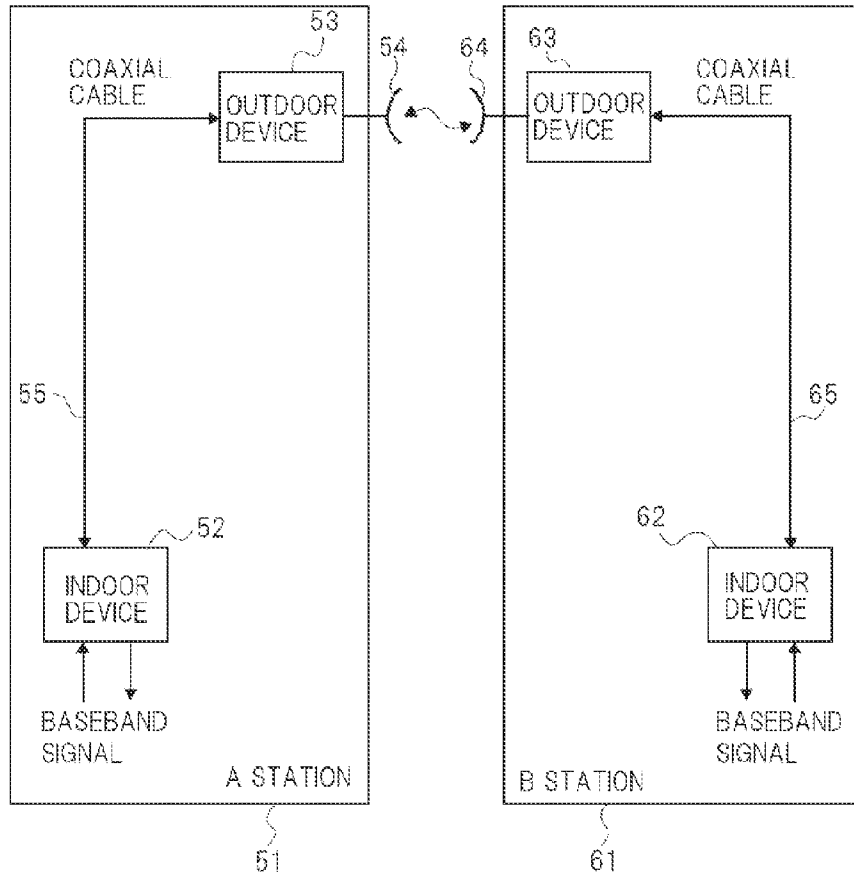 53
54
64
63
COAXIAL
CABLE
OUTDOOR
DEVICE
OUTDOOR
DEVICE
COAXIAL
CABLE
55
65
52
62
INDOOR
DEVICE
INDOOR
DEVICE
BASEBAND
SIGNAL
BASEBAND
SIGNAL
A STATION
B STATION
51
61